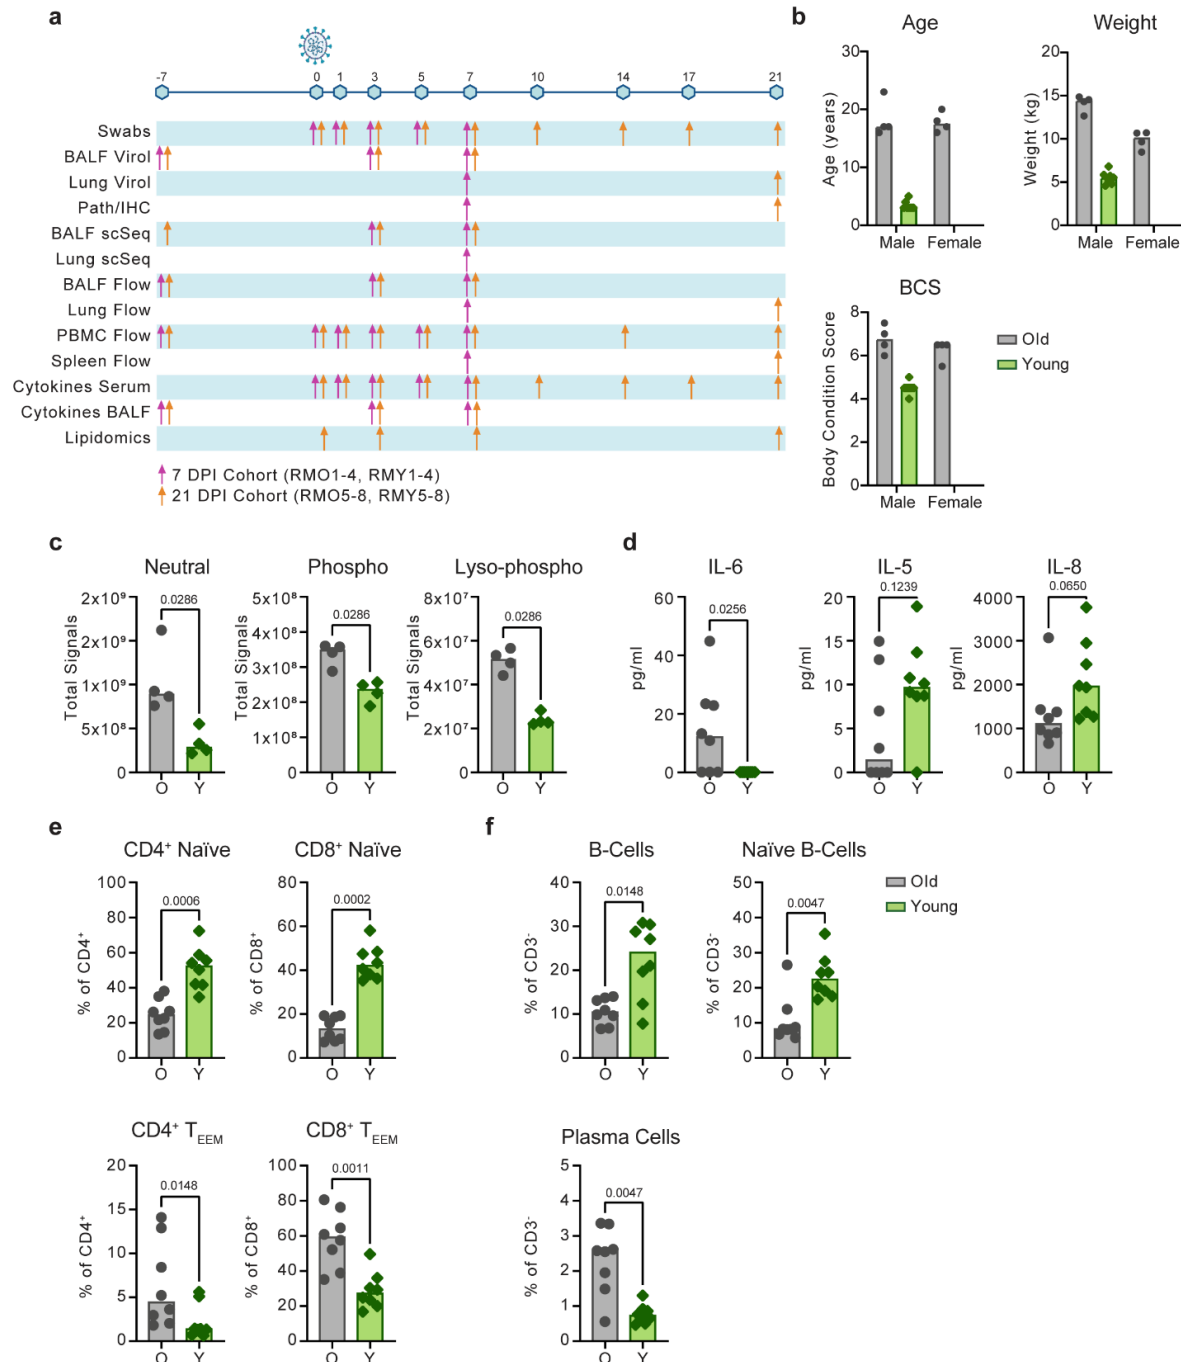 a
-7 0 1 3 5 7 10 14 17 21
Swabs
BALF Virol
Lung Virol
Path/IHC
BALF scSeq
Lung scSeq
BALF Flow
Lung Flow
PBMC Flow
Spleen Flow
Cytokines Serum
Cytokines BALF
Lipidomics
7 DPI Cohort (RMO1-4, RMY1-4)
21 DPI Cohort (RMO5-8, RMY5-8)
b
Age
Age (years)
30
20
10
0
Male Female
Weight
Weight (kg)
20
15
10
5
0
Male Female
BCS
Body Condition Score
8
6
4
2
0
Male Female
Old
Young
c
Neutral
Total Signals
2x10⁹
2x10⁹
1x10⁹
5x10⁸
0
0.0286
O Y
Phospho
Total Signals
5x10⁸
4x10⁸
3x10⁸
2x10⁸
1x10⁸
0
0.0286
O Y
Lyso-phospho
Total Signals
8x10⁷
6x10⁷
4x10⁷
2x10⁷
0
0.0286
O Y
d
IL-6
pg/ml
60
40
20
0
0.0256
O Y
IL-5
pg/ml
20
15
10
5
0
0.1239
O Y
IL-8
pg/ml
4000
3000
2000
1000
0
0.0650
O Y
e
CD4⁺ Naïve
% of CD4⁺
100
80
60
40
20
0
0.0006
O Y
CD8⁺ Naïve
% of CD8⁺
80
60
40
20
0
0.0002
O Y
CD4⁺ T_EEM
% of CD4⁺
20
15
10
5
0
0.0148
O Y
CD8⁺ T_EEM
% of CD8⁺
100
80
60
40
20
0
0.0011
O Y
f
B-Cells
% of CD3⁻
40
30
20
10
0
0.0148
O Y
Naïve B-Cells
% of CD3⁻
50
40
30
20
10
0
0.0047
O Y
Old
Young
Plasma Cells
% of CD3⁻
5
4
3
2
1
0
0.0047
O Y